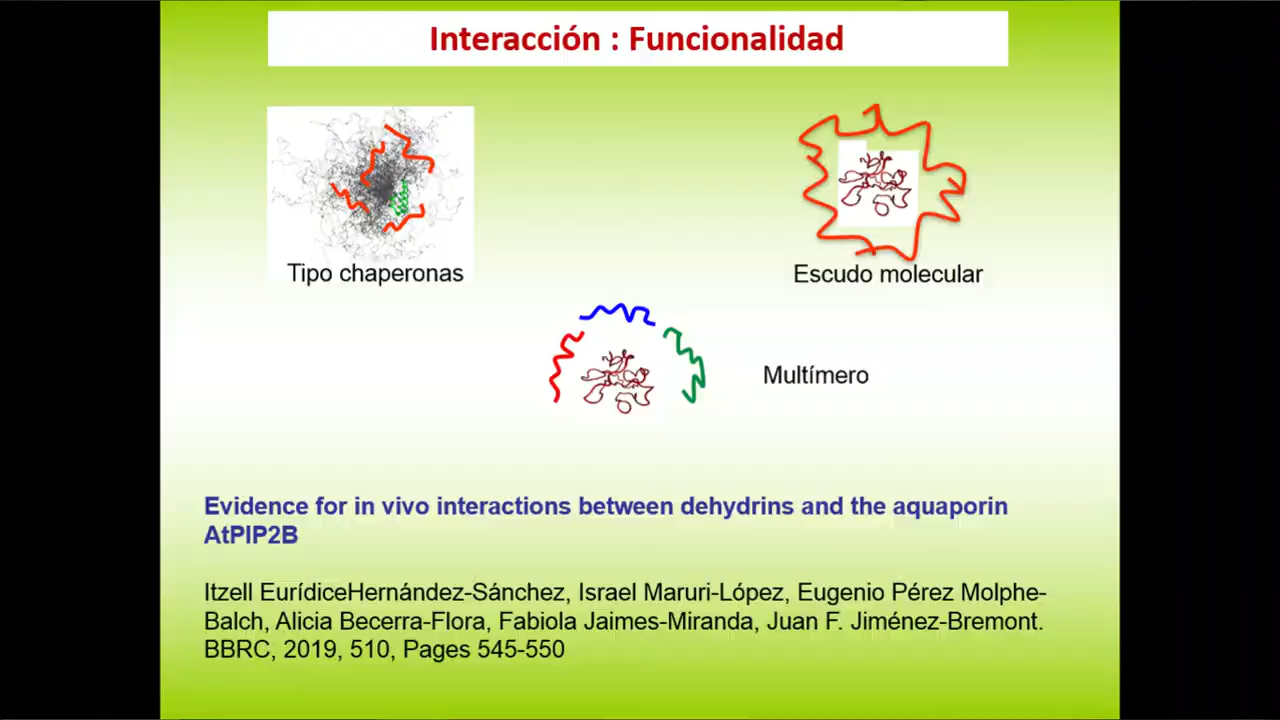 Interacción : Funcionalidad
Tipo chaperonas
Escudo molecular
Multímero
Evidence for in vivo interactions between dehydrins and the aquaporin
AtPIP2B
Itzell EurídiceHernández-Sánchez, Israel Maruri-López, Eugenio Pérez Molphe-
Balch, Alicia Becerra-Flora, Fabiola Jaimes-Miranda, Juan F. Jiménez-Bremont.
BBRC, 2019, 510, Pages 545-550